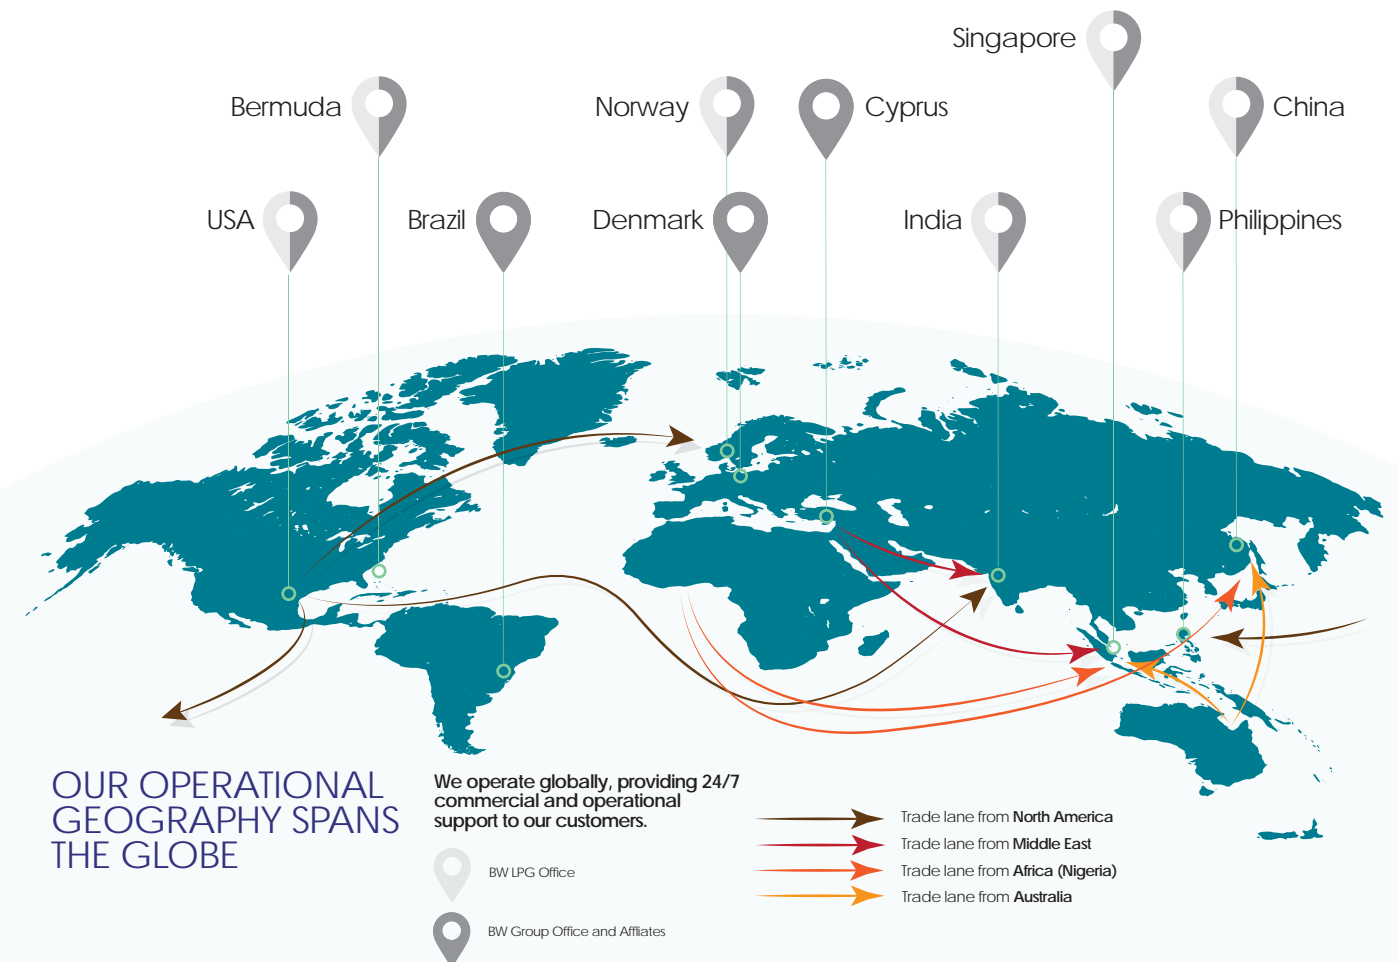 Singapore
Bermuda
Norway
Cyprus
China
USA
Brazil
Denmark
India
Philippines
OUR OPERATIONAL
GEOGRAPHY SPANS
THE GLOBE
We operate globally, providing 24/7
commercial and operational
support to our customers.
BW LPG Office
BW Group Office and Affliates
Trade lane from North America
Trade lane from Middle East
Trade lane from Africa (Nigeria)
Trade lane from Australia